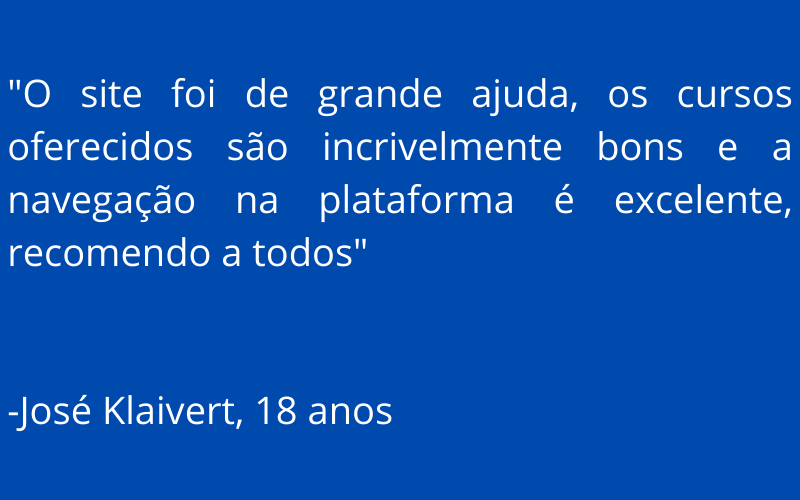 "O site foi de grande ajuda, os cursos
oferecidos são incrivelmente bons e a
navegação na plataforma é excelente,
recomendo a todos"
-José Klaivert, 18 anos